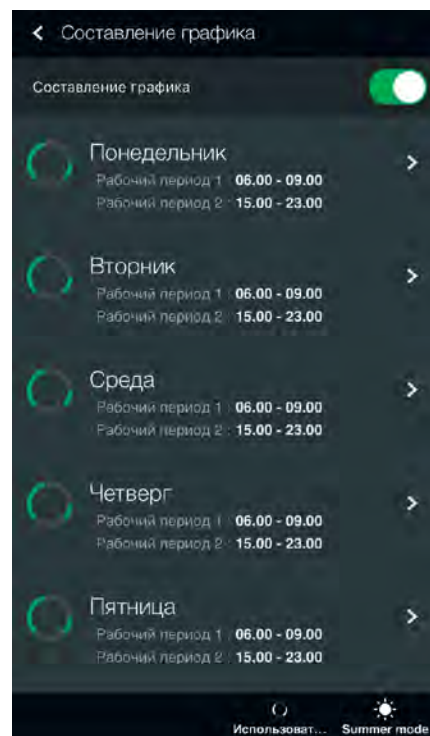 Составление графика
Составление графика
Понедельник
Рабочий период 1 : 06.00 - 09.00
Рабочий период 2 : 15.00 - 23.00
Вторник
Рабочий период 1 : 06.00 - 09.00
Рабочий период 2 : 15.00 - 23.00
Среда
Рабочий период 1 : 06.00 - 09.00
Рабочий период 2 : 15.00 - 23.00
Четверг
Рабочий период 1 : 06.00 - 09.00
Рабочий период 2 : 15.00 - 23.00
Пятница
Рабочий период 1 : 06.00 - 09.00
Рабочий период 2 : 15.00 - 23.00
Использоват... Summer mode